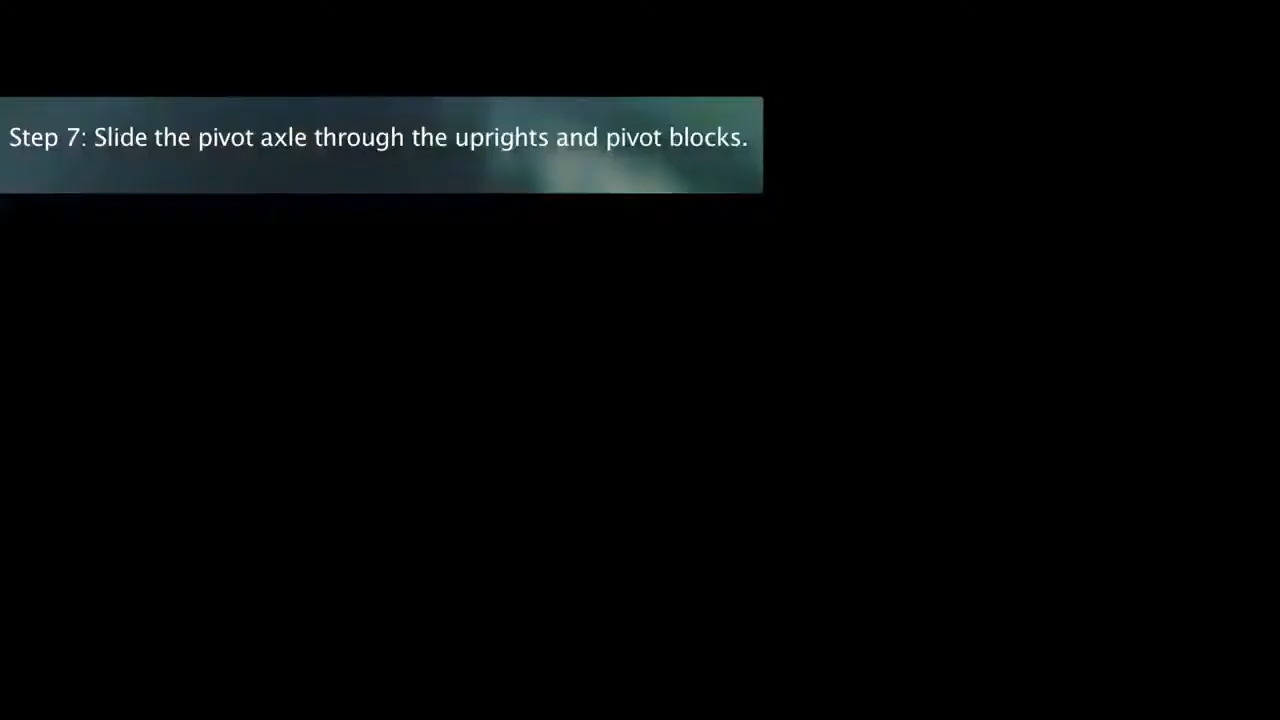 Step 7: Slide the pivot axle through the uprights and pivot blocks.